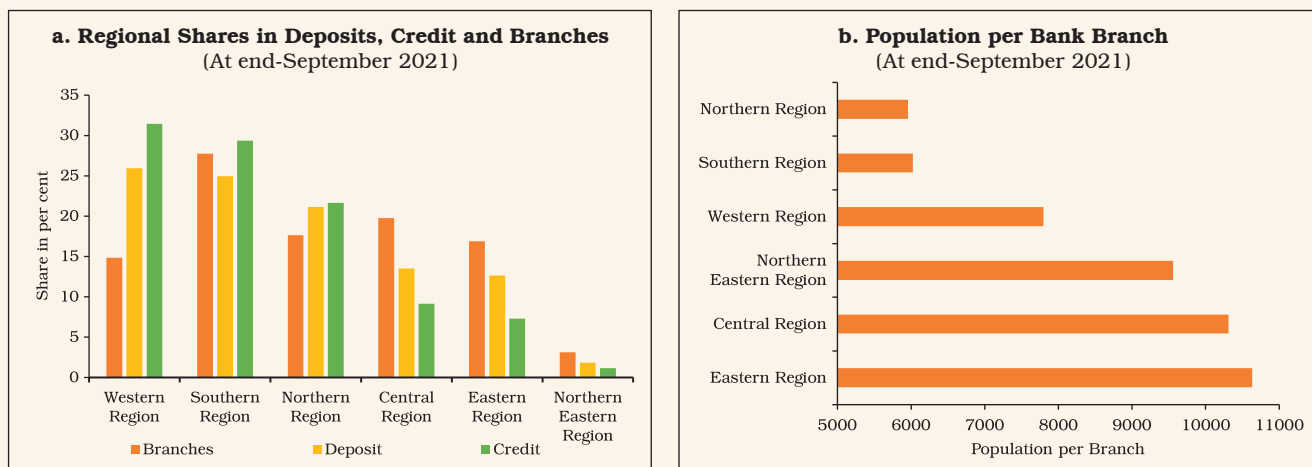 a. Regional Shares in Deposits, Credit and Branches
(At end-September 2021)
35
30
25
20
15
10
5
0
Share in per cent
Western
Region
Southern
Region
Northern
Region
Central
Region
Eastern
Region
Northern
Eastern
Region
Branches
Deposit
Credit
b. Population per Bank Branch
(At end-September 2021)
Northern Region
Southern Region
Western Region
Northern
Eastern Region
Central Region
Eastern Region
5000 6000 7000 8000 9000 10000 11000
Population per Branch